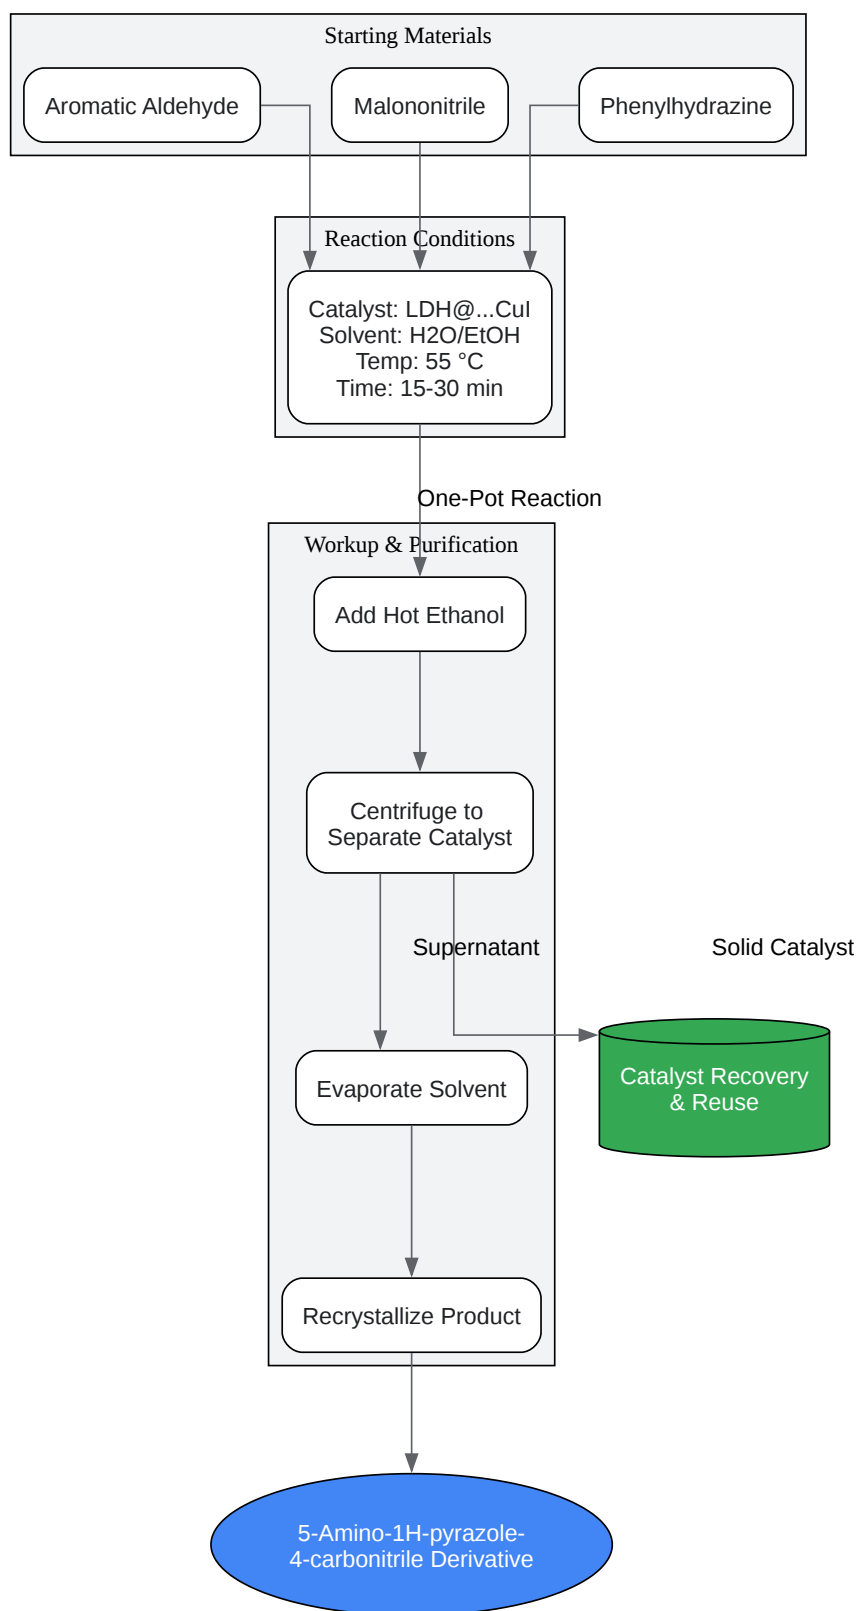 Starting Materials
Aromatic Aldehyde
Malononitrile
Phenylhydrazine
Reaction Conditions
Catalyst: LDH@...CuI
Solvent: H2O/EtOH
Temp: 55 °C
Time: 15-30 min
One-Pot Reaction
Workup & Purification
Add Hot Ethanol
Centrifuge to
Separate Catalyst
Supernatant
Solid Catalyst
Evaporate Solvent
Catalyst Recovery
& Reuse
Recrystallize Product
5-Amino-1H-pyrazole-
4-carbonitrile Derivative